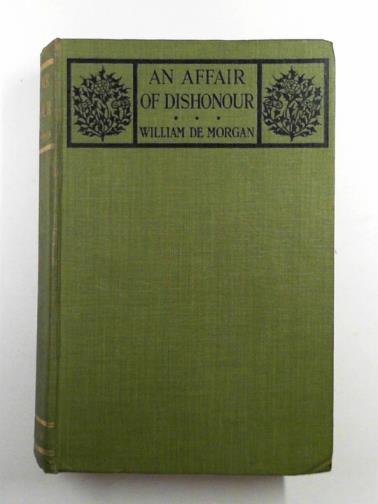 AN AFFAIR
OF DISHONOUR
• • •
WILLIAM DE MORGAN